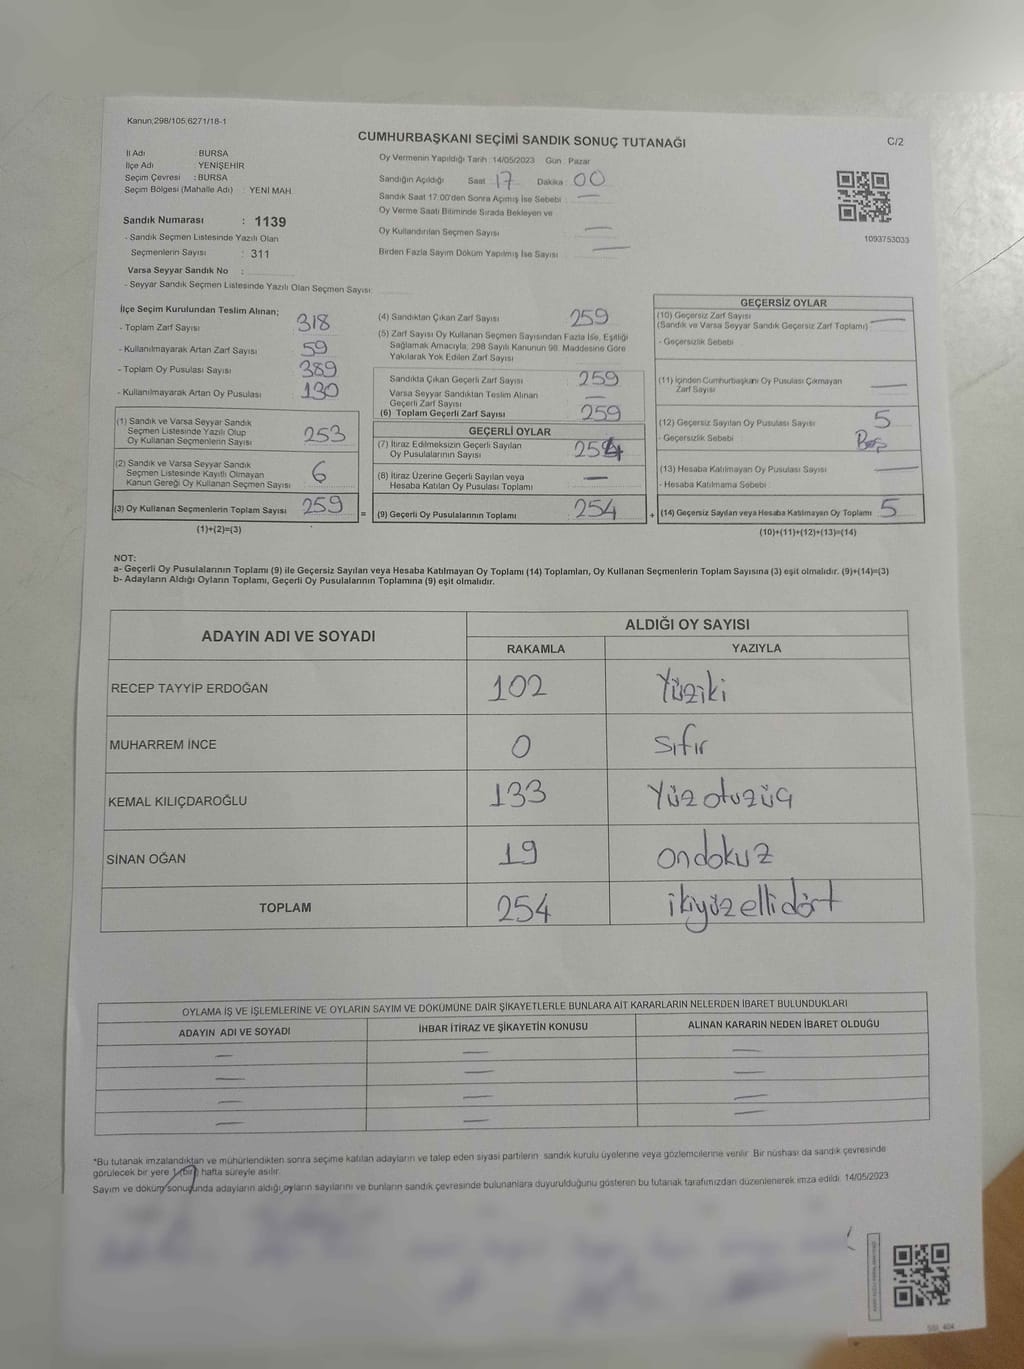 Kanun;298/105;6271/18-1
CUMHURBAŞKANI SEÇİMİ SANDIK SONUÇ TUTANAĞI
C/2
İl Adı : BURSA
İlçe Adı : YENİŞEHİR
Seçim Çevresi : BURSA
Seçim Bölgesi (Mahalle Adı) : YENİ MAH.
Sandık Numarası : 1139
- Sandık Seçmen Listesinde Yazılı Olan
Seçmenlerin Sayısı : 311
Varsa Seyyar Sandık No :
- Seyyar Sandık Seçmen Listesinde Yazılı Olan Seçmen Sayısı:
Oy Vermenin Yapıldığı Tarih : 14/05/2023 Gün : Pazar
Sandığın Açıldığı Saat : 17 Dakika : 00
Sandık Saat 17:00'den Sonra Açılmış İse Sebebi : —
Oy Verme Saati Bitiminde Sırada Bekleyen ve
Oy Kullandırılan Seçmen Sayısı —
Birden Fazla Sayım Döküm Yapılmış İse Sayısı : —
1093753033
İlçe Seçim Kurulundan Teslim Alınan;
- Toplam Zarf Sayısı 318
- Kullanılmayarak Artan Zarf Sayısı 59
- Toplam Oy Pusulası Sayısı 389
- Kullanılmayarak Artan Oy Pusulası 130
(1) Sandık ve Varsa Seyyar Sandık
Seçmen Listesinde Yazılı Olup
Oy Kullanan Seçmenlerin Sayısı 253
(2) Sandık ve Varsa Seyyar Sandık
Seçmen Listesinde Kayıtlı Olmayan
Kanun Gereği Oy Kullanan Seçmen Sayısı 6
(3) Oy Kullanan Seçmenlerin Toplam Sayısı 259
(1)+(2)=(3)
=
(4) Sandıktan Çıkan Zarf Sayısı 259
(5) Zarf Sayısı Oy Kullanan Seçmen Sayısından Fazla İse, Eşitliği
Sağlamak Amacıyla, 298 Sayılı Kanunun 98. Maddesine Göre
Yakılarak Yok Edilen Zarf Sayısı
Sandıkta Çıkan Geçerli Zarf Sayısı 259
Varsa Seyyar Sandıktan Teslim Alınan
Geçerli Zarf Sayısı —
(6) Toplam Geçerli Zarf Sayısı 259
GEÇERLİ OYLAR
(7) İtiraz Edilmeksizin Geçerli Sayılan
Oy Pusulalarının Sayısı 254
(8) İtiraz Üzerine Geçerli Sayılan veya
Hesaba Katılan Oy Pusulası Toplamı —
(9) Geçerli Oy Pusulalarının Toplamı 254
+
GEÇERSİZ OYLAR
(10) Geçersiz Zarf Sayısı
(Sandık ve Varsa Seyyar Sandık Geçersiz Zarf Toplamı) —
- Geçersizlik Sebebi
(11) İçinden Cumhurbaşkanı Oy Pusulası Çıkmayan
Zarf Sayısı —
(12) Geçersiz Sayılan Oy Pusulası Sayısı 5
- Geçersizlik Sebebi
(13) Hesaba Katılmayan Oy Pusulası Sayısı —
- Hesaba Katılmama Sebebi
(14) Geçersiz Sayılan veya Hesaba Katılmayan Oy Toplamı 5
(10)+(11)+(12)+(13)=(14)
NOT:
a- Geçerli Oy Pusulalarının Toplamı (9) ile Geçersiz Sayılan veya Hesaba Katılmayan Oy Toplamı (14) Toplamları, Oy Kullanan Seçmenlerin Toplam Sayısına (3) eşit olmalıdır. (9)+(14)=(3)
b- Adayların Aldığı Oyların Toplamı, Geçerli Oy Pusulalarının Toplamına (9) eşit olmalıdır.
ADAYIN ADI VE SOYADI
ALDIĞI OY SAYISI
RAKAMLA YAZIYLA
RECEP TAYYİP ERDOĞAN 102 Yüziki
MUHARREM İNCE 0 sıfır
KEMAL KILIÇDAROĞLU 133 Yüzotuzüç
SİNAN OĞAN 19 ondokuz
TOPLAM 254 ikiyüzellidört
OYLAMA İŞ VE İŞLEMLERİNE VE OYLARIN SAYIM VE DÖKÜMÜNE DAİR ŞİKAYETLERLE BUNLARA AİT KARARLARIN NELERDEN İBARET BULUNDUKLARI
ADAYIN ADI VE SOYADI İHBAR İTİRAZ VE ŞİKAYETİN KONUSU ALINAN KARARIN NEDEN İBARET OLDUĞU
— — —
— — —
— — —
— — —
*Bu tutanak imzalandıktan ve mühürlendikten sonra seçime katılan adayların ve talep eden siyasi partilerin sandık kurulu üyelerine veya gözlemcilerine verilir. Bir nüshası da sandık çevresinde
görülecek bir yere 1 (bir) hafta süreyle asılır.
Sayım ve döküm sonucunda adayların aldığı oyların sayılarını ve bunların sandık çevresinde bulunanlara duyurulduğunu gösteren bu tutanak tarafımızdan düzenlenerek imza edildi. 14/05/2023